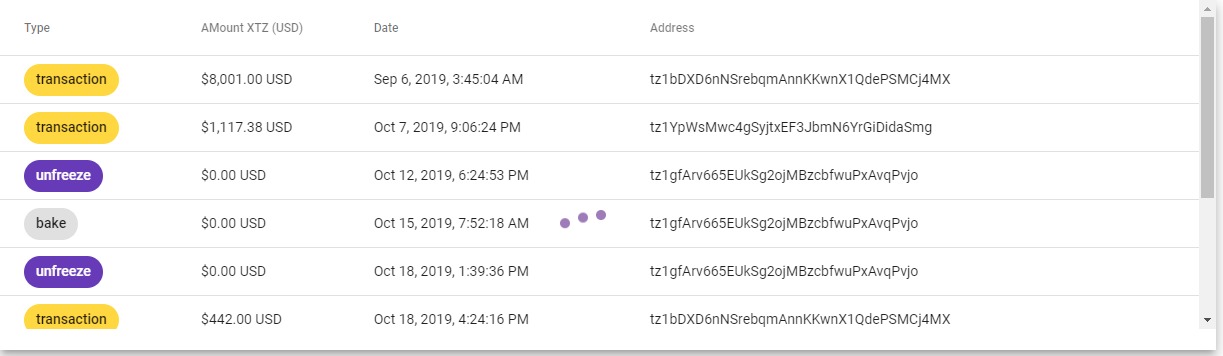 Type AMount XTZ (USD) Date Address
transaction $8,001.00 USD Sep 6, 2019, 3:45:04 AM tz1bDXD6nNSrebqmAnnKKwnX1QdePSMCj4MX
transaction $1,117.38 USD Oct 7, 2019, 9:06:24 PM tz1YpWsMwc4gSyjtxEF3JbmN6YrGiDidaSmg
unfreeze $0.00 USD Oct 12, 2019, 6:24:53 PM tz1gfArv665EUkSg2ojMBzcbfwuPxAvqPvjo
bake $0.00 USD Oct 15, 2019, 7:52:18 AM tz1gfArv665EUkSg2ojMBzcbfwuPxAvqPvjo
unfreeze $0.00 USD Oct 18, 2019, 1:39:36 PM tz1gfArv665EUkSg2ojMBzcbfwuPxAvqPvjo
transaction $442.00 USD Oct 18, 2019, 4:24:16 PM tz1bDXD6nNSrebqmAnnKKwnX1QdePSMCj4MX